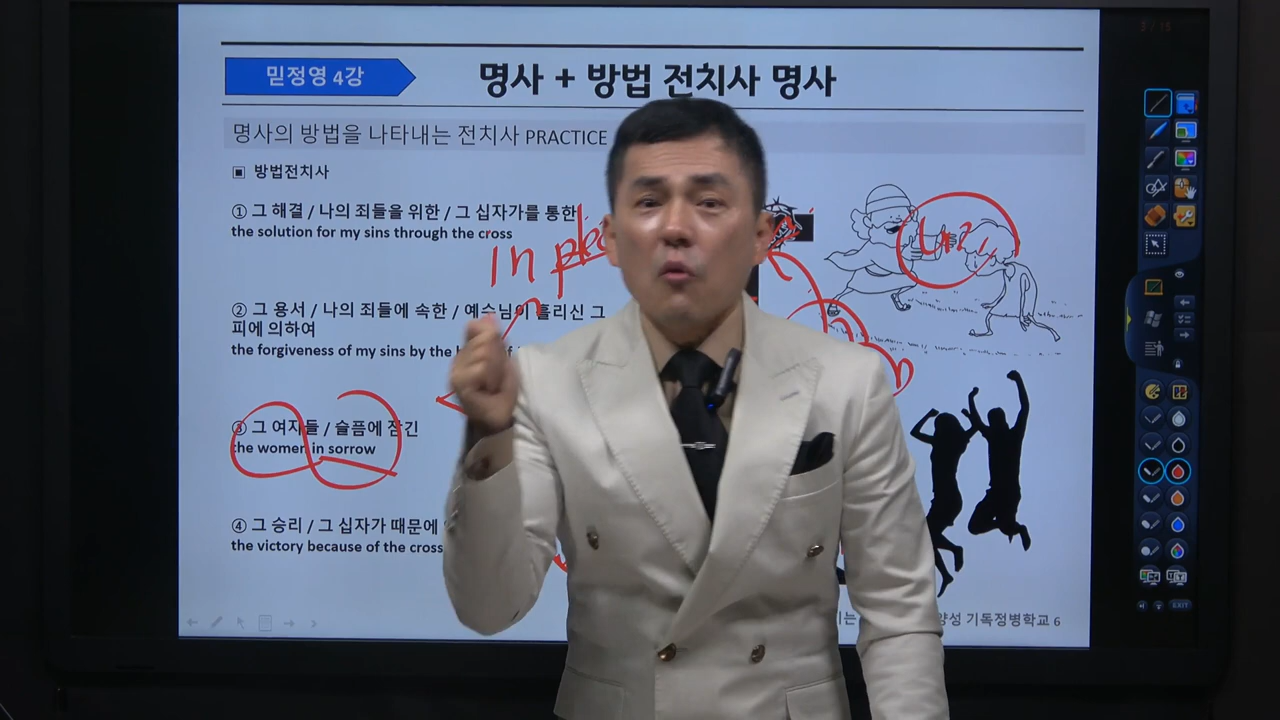 5 / 15
믿정영 4강
명사 + 방법 전치사 명사
명사의 방법을 나타내는 전치사 PRACTICE
▣ 방법전치사
① 그 해결 / 나의 죄들을 위한 / 그 십자가를 통한
the solution for my sins through the cross
In
② 그 용서 / 나의 죄들에 속한 / 예수님이 흘리신 그
피에 의하여
the forgiveness of my sins by the
③ 그 여자들 / 슬픔에 잠긴
the women in sorrow
④ 그 승리 / 그 십자가 때문에
the victory because of the cross
양성 기독정병학교 6
EXIT